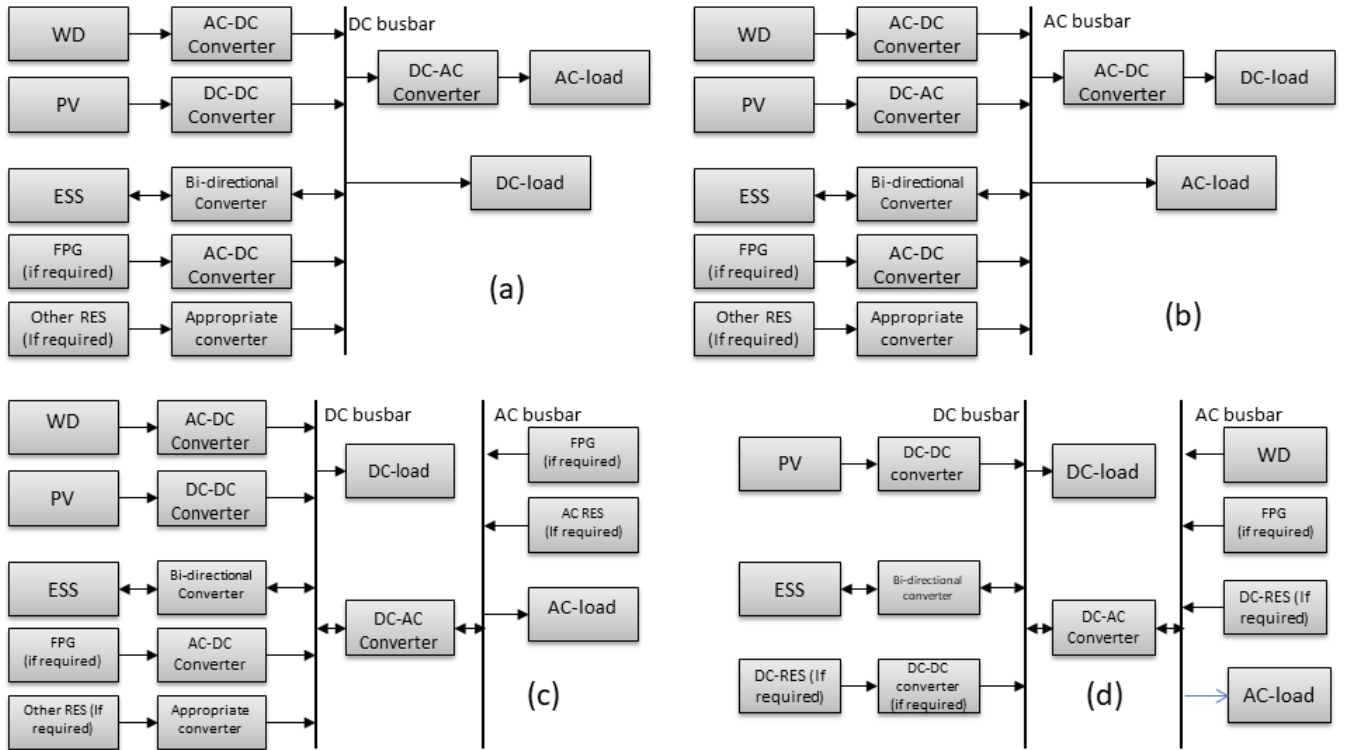 WD
AC-DC
Converter
DC busbar
DC-AC
Converter
AC-load
PV
DC-DC
Converter
DC-load
ESS
Bi-directional
Converter
FPG
(if required)
AC-DC
Converter
Other RES
(If required)
Appropriate
converter
(a)
WD
AC-DC
Converter
AC busbar
AC-DC
Converter
DC-load
PV
DC-AC
Converter
AC-load
ESS
Bi-directional
Converter
FPG
(if required)
AC-DC
Converter
Other RES
(If required)
Appropriate
converter
(b)
WD
AC-DC
Converter
DC busbar
AC busbar
DC-load
FPG
(if required)
PV
DC-DC
Converter
AC RES
(If required)
ESS
Bi-directional
Converter
DC-AC
Converter
AC-load
FPG
(if required)
AC-DC
Converter
Other RES (If
required)
Appropriate
converter
(c)
DC busbar
AC busbar
PV
DC-DC
converter
DC-load
WD
FPG
(if required)
ESS
Bi-directional
converter
DC-AC
Converter
DC-RES (If
required)
DC-RES (If
required)
DC-DC
converter
(if required)
AC-load
(d)